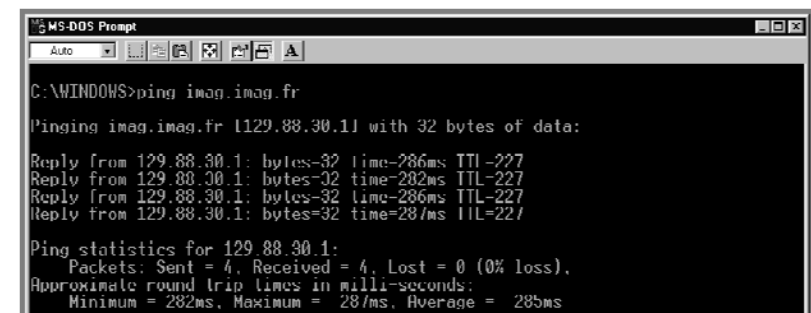 MS-DOS Prompt
Auto
A
C:\WINDOWS>ping imag.imag.fr
Pinging imag.imag.fr [129.88.30.1] with 32 bytes of data:
Reply from 129.88.30.1: bytes=32 time=286ms TTL=227
Reply from 129.88.30.1: bytes=32 time=282ms TTL=227
Reply from 129.88.30.1: bytes=32 time=286ms TTL=227
Reply from 129.88.30.1: bytes=32 time=287ms TTL=227
Ping statistics for 129.88.30.1:
Packets: Sent = 4, Received = 4, Lost = 0 (0% loss),
Approximate round trip times in milli-seconds:
Minimum = 282ms, Maximum = 287ms, Average = 285ms